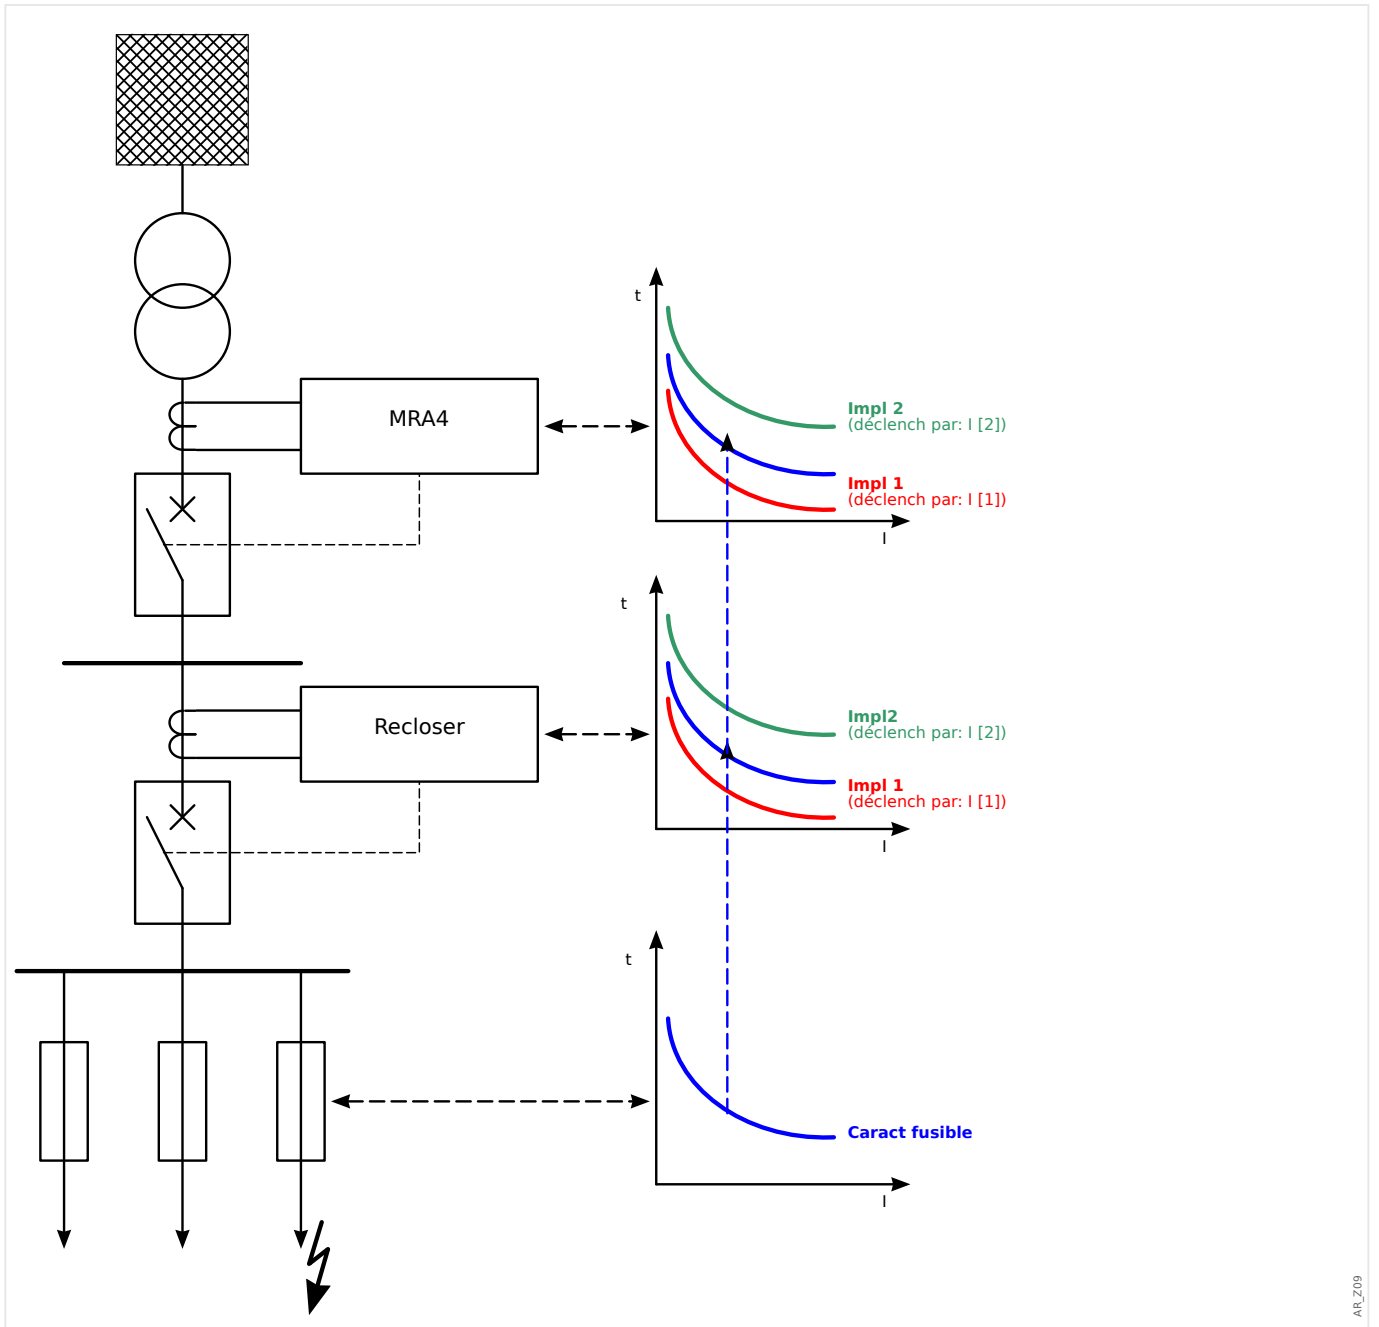 t
MRA4
Impl 2
(déclench par: I [2])
Impl 1
(déclench par: I [1])
I
t
Recloser
Impl2
(déclench par: I [2])
Impl 1
(déclench par: I [1])
I
t
Caract fusible
I
AR_Z09